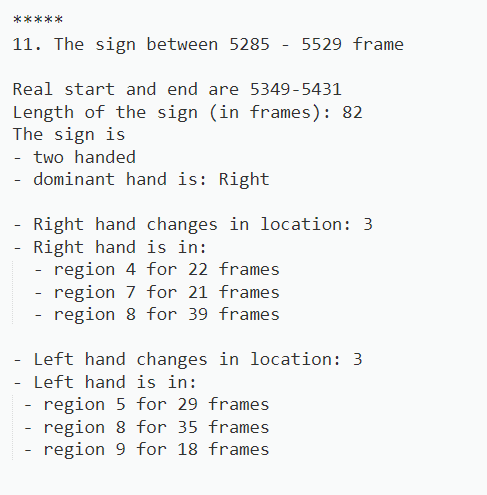 *****
11. The sign between 5285 - 5529 frame
Real start and end are 5349-5431
Length of the sign (in frames): 82
The sign is
- two handed
- dominant hand is: Right
- Right hand changes in location: 3
- Right hand is in:
- region 4 for 22 frames
- region 7 for 21 frames
- region 8 for 39 frames
- Left hand changes in location: 3
- Left hand is in:
- region 5 for 29 frames
- region 8 for 35 frames
- region 9 for 18 frames